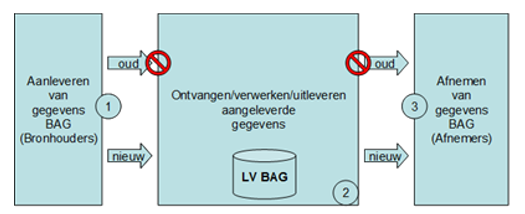 Aanleveren
van
gegevens
BAG
(Bronhouders)
1
oud
nieuw
Ontvangen/verwerken/uitleveren
aangeleverde
gegevens
LV BAG
2
oud
nieuw
3
Afnemen
van
gegevens
BAG
(Afnemers)